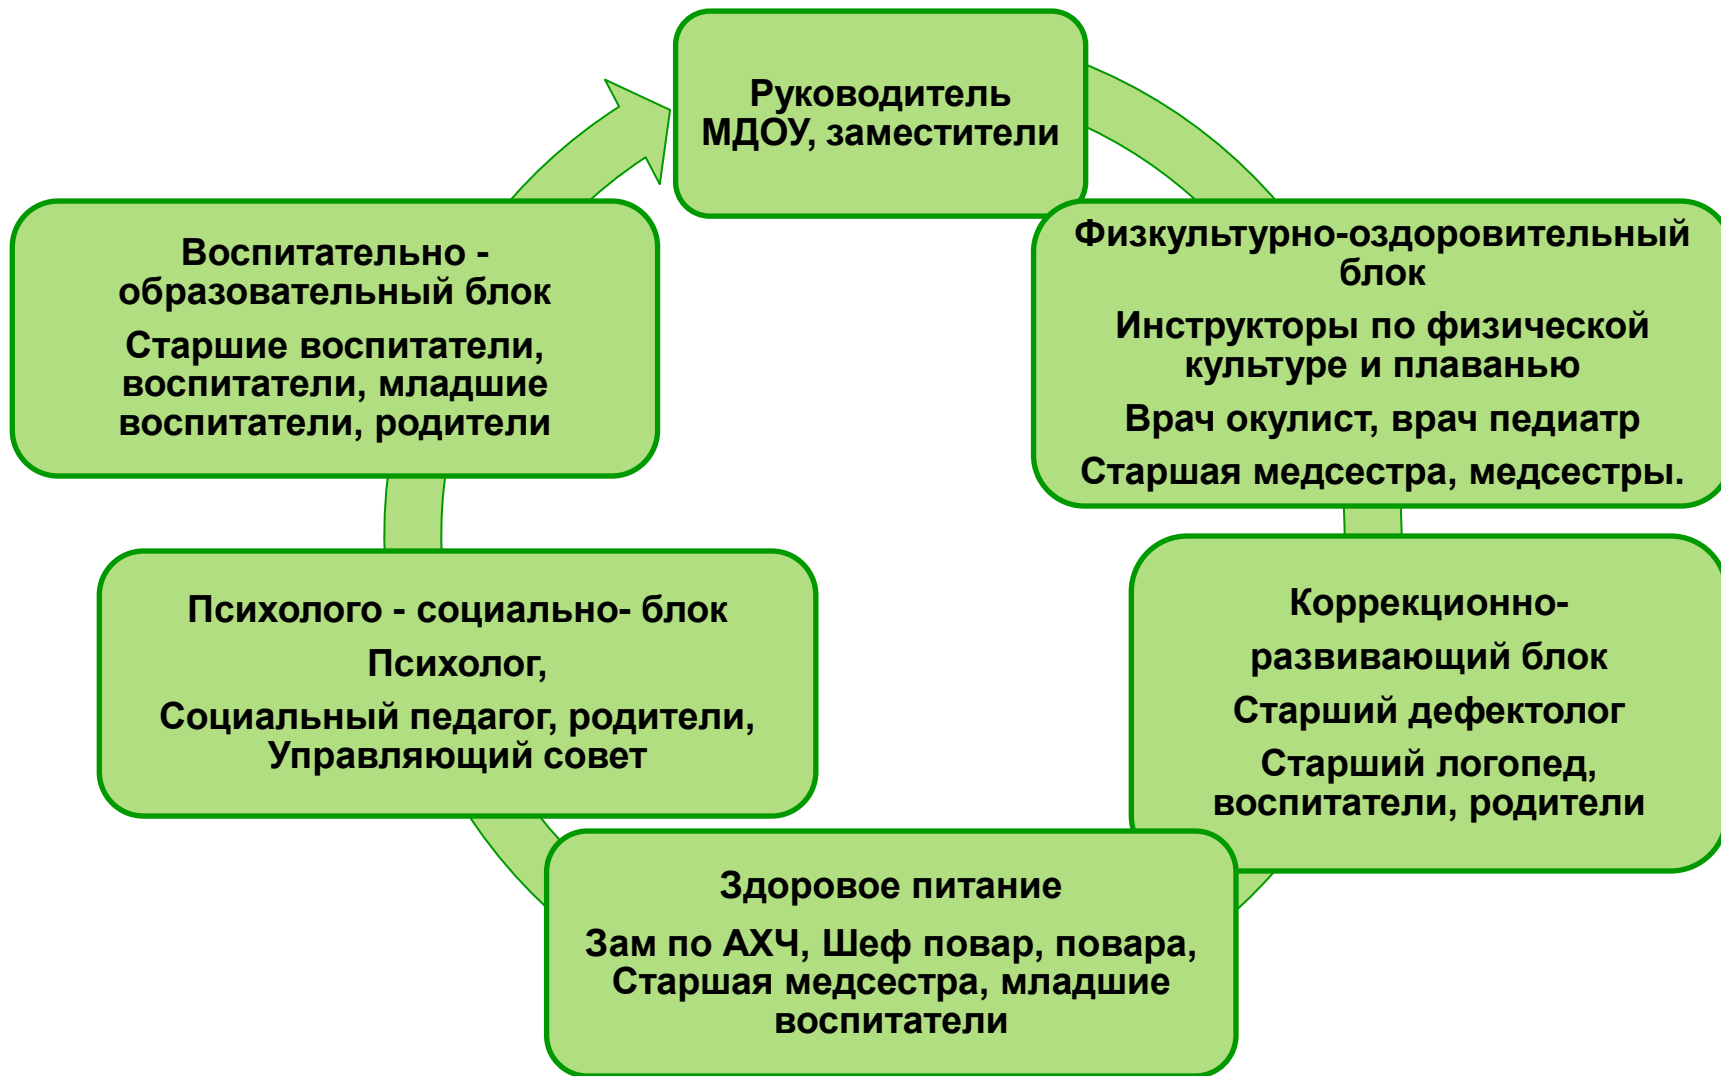 Руководитель
МДОУ, заместители
Физкультурно-оздоровительный
блок
Инструкторы по физической
культуре и плаванью
Врач окулист, врач педиатр
Старшая медсестра, медсестры.
Коррекционно-
развивающий блок
Старший дефектолог
Старший логопед,
воспитатели, родители
Здоровое питание
Зам по АХЧ, Шеф повар, повара,
Старшая медсестра, младшие
воспитатели
Психолого - социально- блок
Психолог,
Социальный педагог, родители,
Управляющий совет
Воспитательно -
образовательный блок
Старшие воспитатели,
воспитатели, младшие
воспитатели, родители